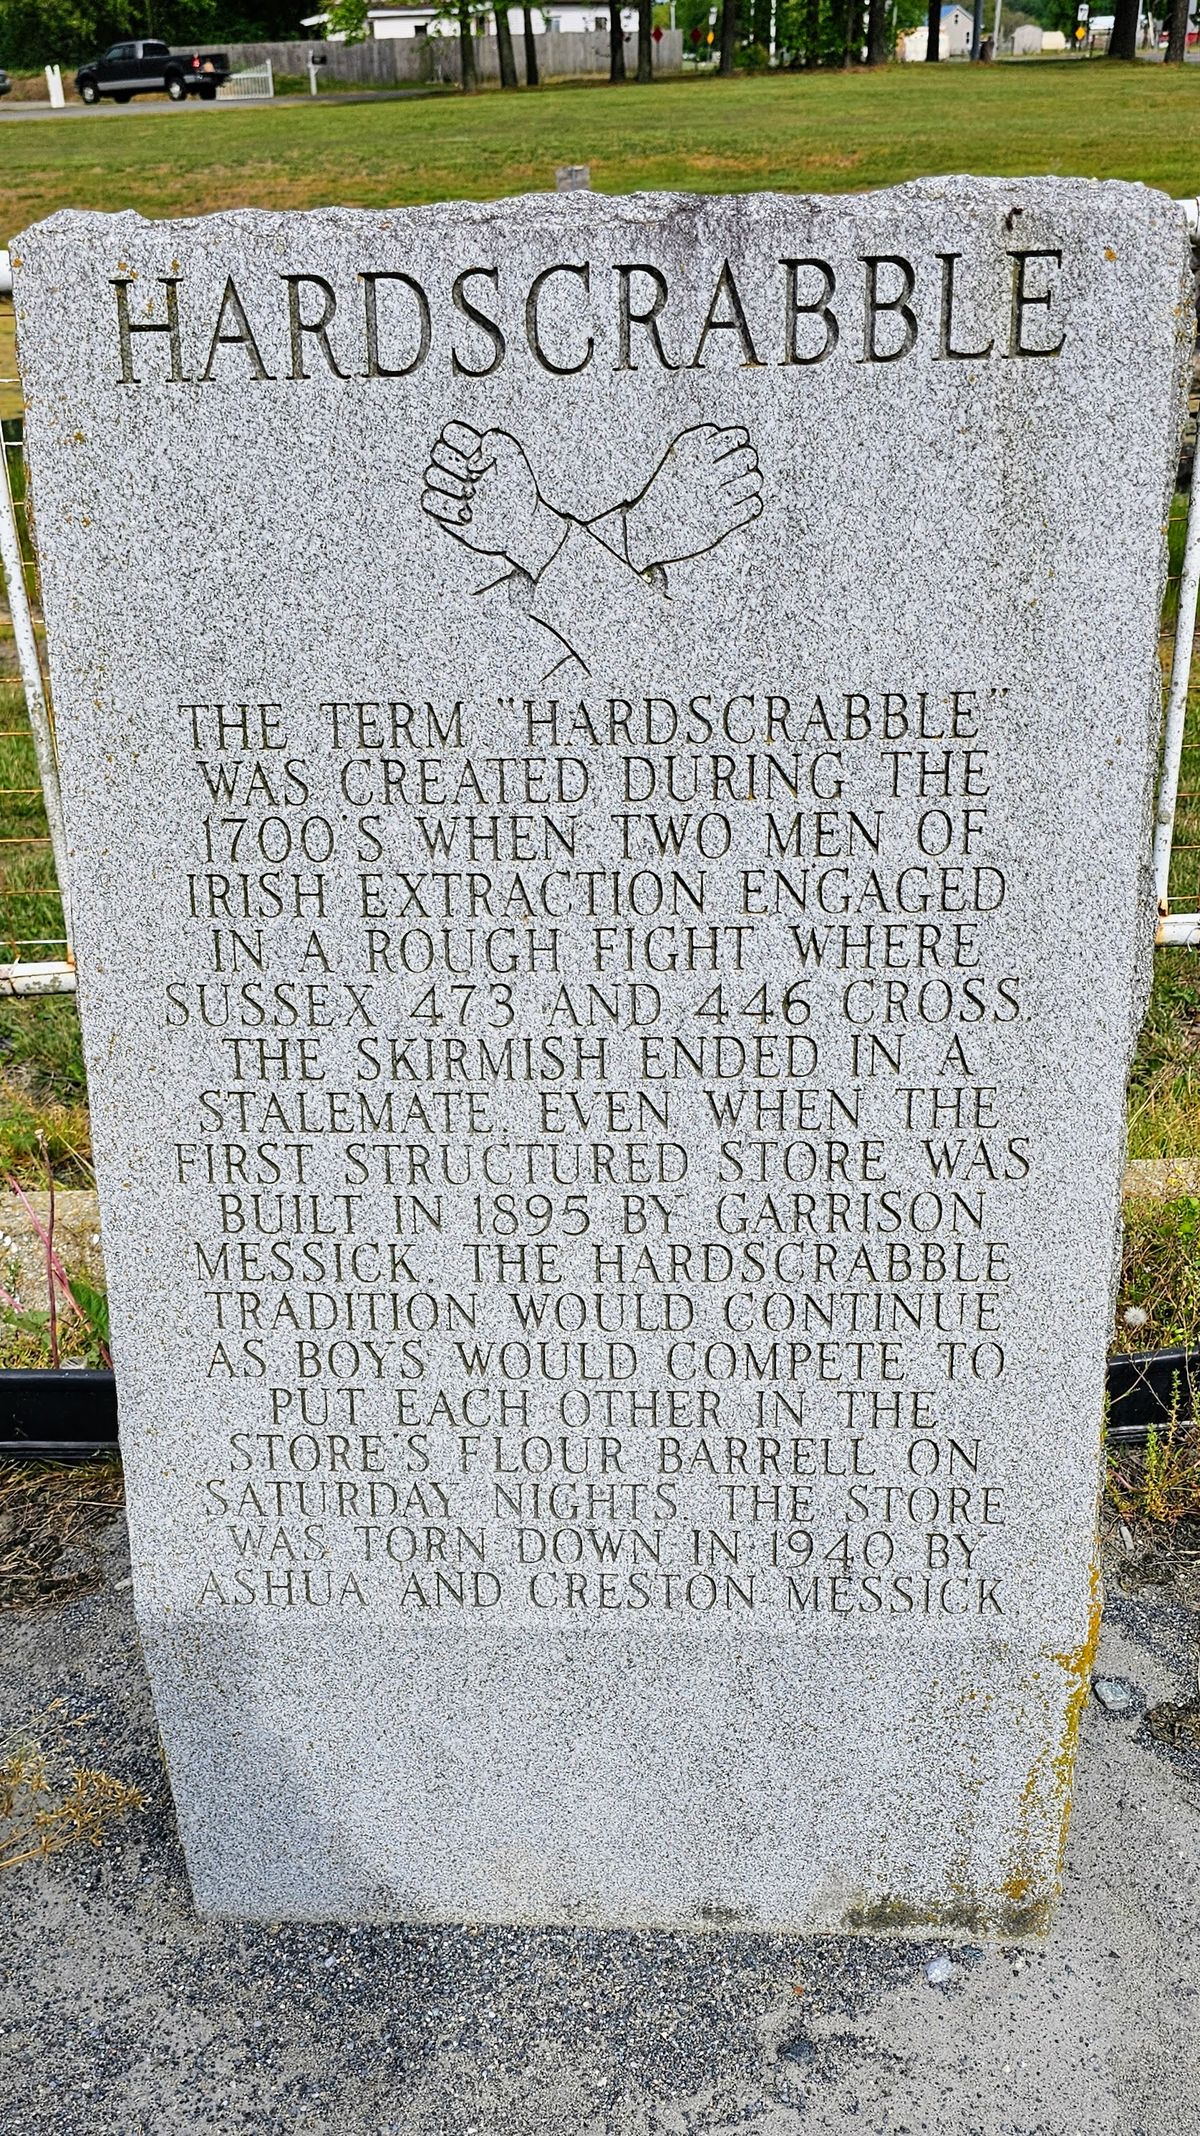 HARDSCRABBLE
THE TERM "HARDSCRABBLE"
WAS CREATED DURING THE
1700'S WHEN TWO MEN OF
IRISH EXTRACTION ENGAGED
IN A ROUGH FIGHT WHERE
SUSSEX 473 AND 446 CROSS.
THE SKIRMISH ENDED IN A
STALEMATE. EVEN WHEN THE
FIRST STRUCTURED STORE WAS
BUILT IN 1895 BY GARRISON
MESSICK. THE HARDSCRABBLE
TRADITION WOULD CONTINUE
AS BOYS WOULD COMPETE TO
PUT EACH OTHER IN THE
STORE'S FLOUR BARRELL ON
SATURDAY NIGHTS. THE STORE
WAS TORN DOWN IN 1940 BY
ASHUA AND CRESTON MESSICK.